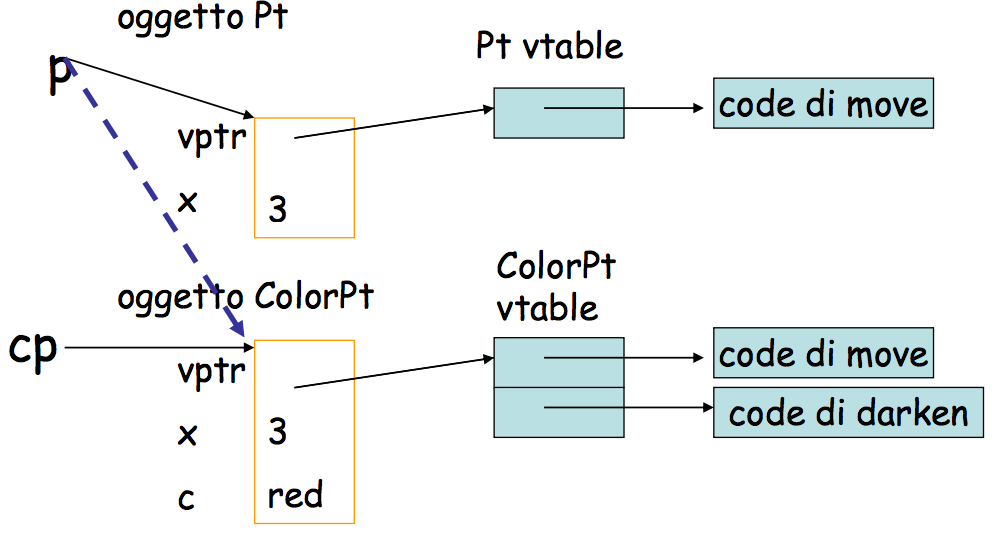 oggetto Pt
p
Pt vtable
code di move
vptr
x
3
oggetto ColorPt
ColorPt
vtable
cp
vptr
code di move
x
3
code di darken
c
red